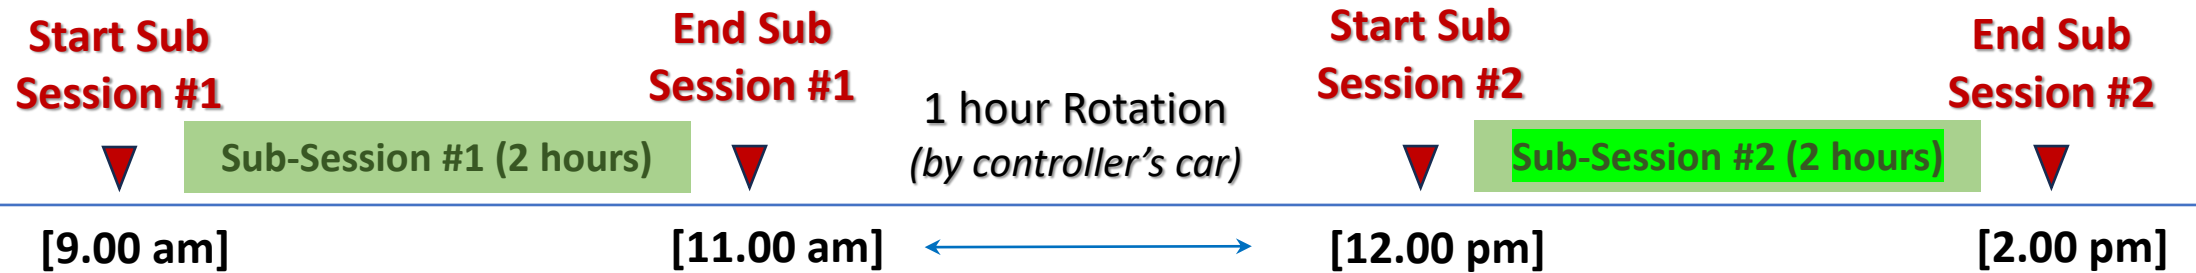 Start Sub
Session #1
End Sub
Session #1
Start Sub
Session #2
End Sub
Session #2
1 hour Rotation
(by controller's car)
Sub-Session #1 (2 hours)
Sub-Session #2 (2 hours)
[9.00 am]
[11.00 am]
[12.00 pm]
[2.00 pm]